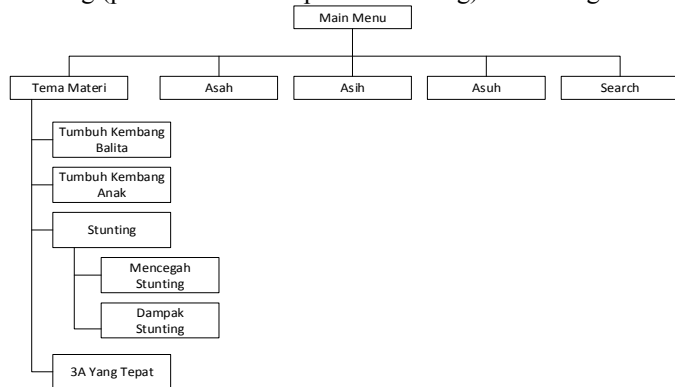 Main Menu
Tema Materi
Asah
Asih
Asuh
Search
Tumbuh Kembang
Balita
Tumbuh Kembang
Anak
Stunting
Mencegah
Stunting
Dampak
Stunting
3A Yang Tepat